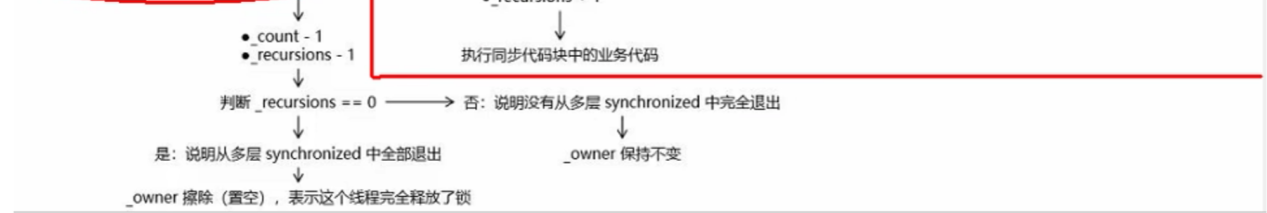 ●_count - 1
●_recursions - 1
执行同步代码块中的业务代码
判断 _recursions == 0
否：说明没有从多层 synchronized 中完全退出
是：说明从多层 synchronized 中全部退出
_owner 保持不变
_owner 擦除（置空），表示这个线程完全释放了锁